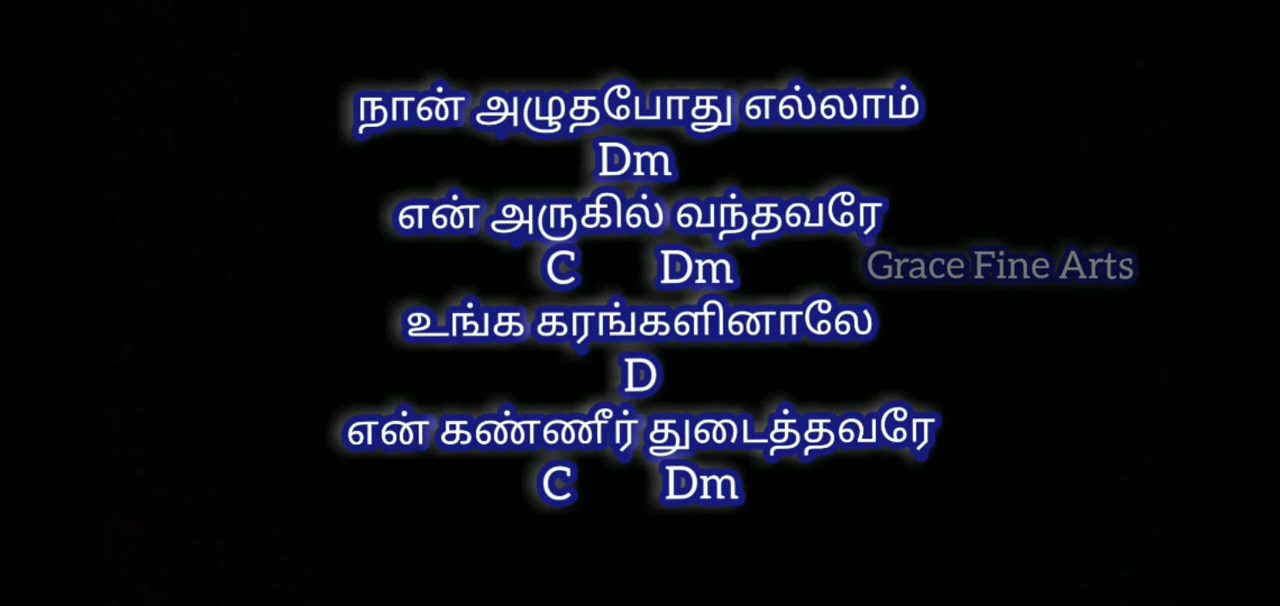 நான் அழுதபோது எல்லாம்
Dm
என் அருகில் வந்தவரே
C Dm
Grace Fine Arts
உங்க கரங்களினாலே
D
என் கண்ணீர் துடைத்தவரே
C Dm